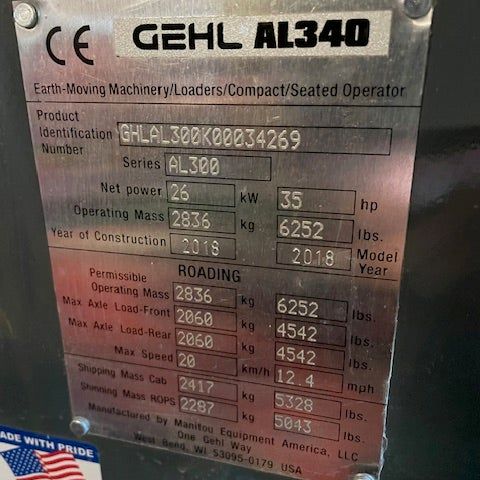 CE GEHL AL340
Earth-Moving Machinery/Loaders/Compact/Seated Operator
Product
Identification GHLAL300K00034269
Number
Series AL300
Net power 26 kW 35 hp
Operating Mass 2836 kg 6252 lbs.
Year of Construction 2018 2018 Model Year
ROADING
Permissible
Operating Mass 2836 kg 6252 lbs.
Max Axle Load-Front 2060 kg 4542 lbs.
Max Axle Load-Rear 2060 kg 4542 lbs.
Max Speed 20 km/h 12.4 mph
Shipping Mass Cab 2417 kg 5328 lbs.
Shipping Mass ROPS 2287 kg 5043 lbs.
Manufactured by Manitou Equipment America, LLC
One Gehl Way
West Bend, WI 53095-0179 USA
ADE WITH PRIDE